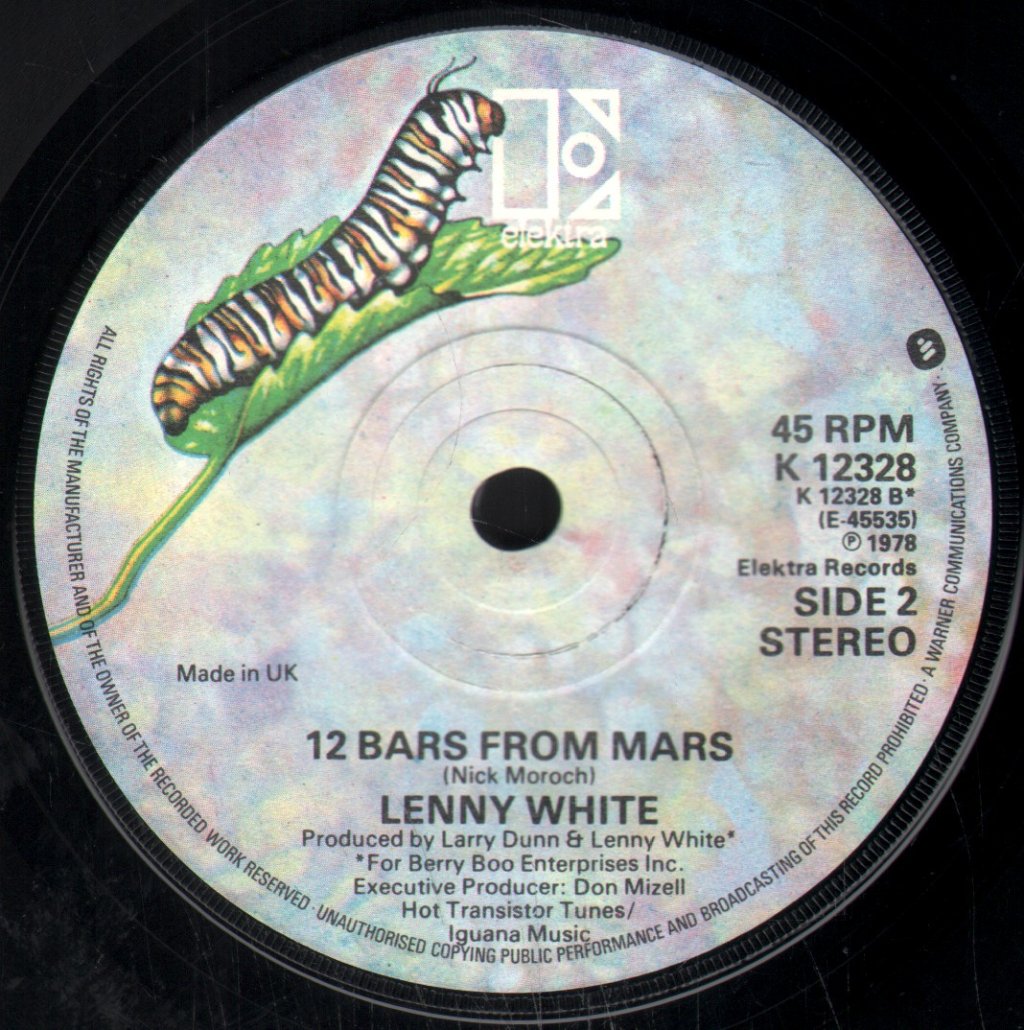 elektra
45 RPM
K 12328
K 12328 B*
(E-45535)
℗ 1978
Elektra Records
SIDE 2
STEREO
Made in UK
12 BARS FROM MARS
(Nick Moroch)
LENNY WHITE
Produced by Larry Dunn & Lenny White*
*For Berry Boo Enterprises Inc.
Executive Producer: Don Mizell
Hot Transistor Tunes/
Iguana Music
ALL RIGHTS OF THE MANUFACTURER AND OF THE OWNER OF THE RECORDED WORK RESERVED · UNAUTHORISED COPYING PUBLIC PERFORMANCE AND BROADCASTING OF THIS RECORD PROHIBITED · A WARNER COMMUNICATIONS COMPANY ·